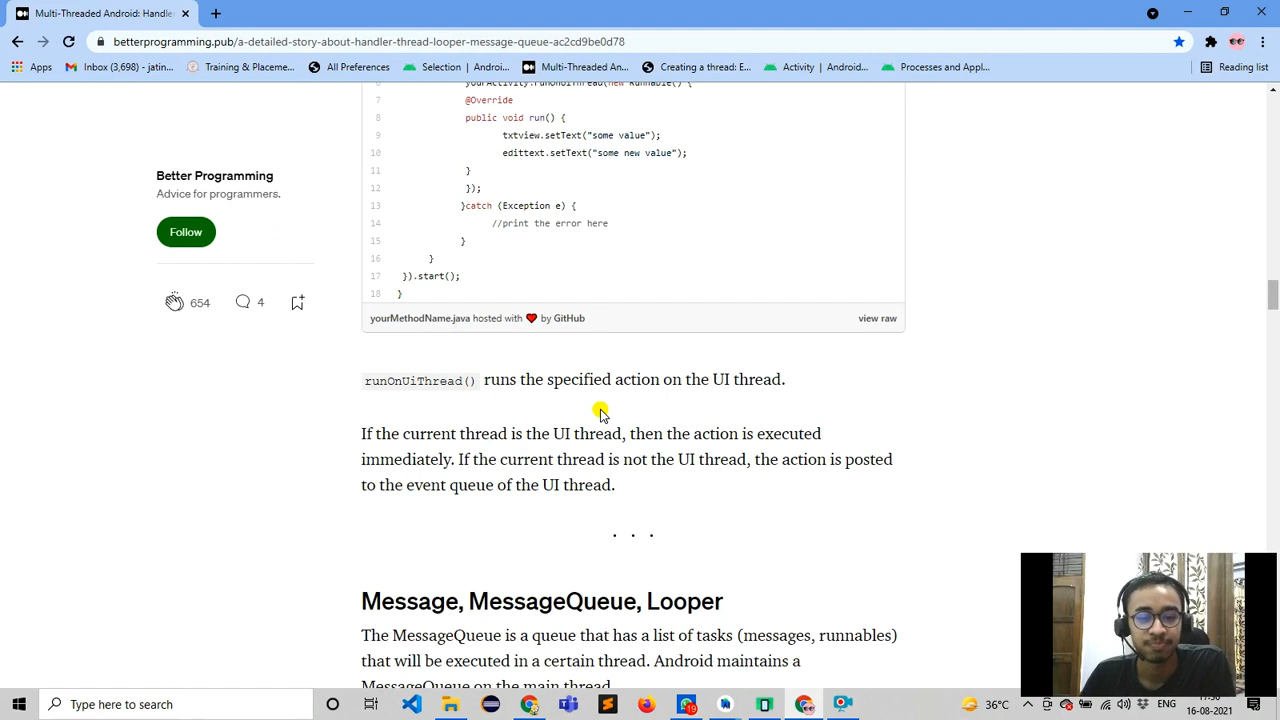 Multi-Threaded Android: Handle
betterprogramming.pub/a-detailed-story-about-handler-thread-looper-message-queue-ac2cd9be0d78
Apps
Inbox (3,698) - jatin...
Training & Placeme...
All Preferences
Selection | Androi...
Multi-Threaded An...
Creating a thread: E...
Activity | Android...
Processes and Appl...
Reading list
Better Programming
Advice for programmers.
Follow
654
4
7 @Override
8 public void run() {
9 txtview.setText("some value");
10 edittext.setText("some new value");
11 }
12 });
13 }catch (Exception e) {
14 //print the error here
15 }
16 }
17 }).start();
18 }
yourMethodName.java hosted with ❤ by GitHub
view raw
runOnUiThread() runs the specified action on the UI thread.
If the current thread is the UI thread, then the action is executed
immediately. If the current thread is not the UI thread, the action is posted
to the event queue of the UI thread.
. . .
Message, MessageQueue, Looper
The MessageQueue is a queue that has a list of tasks (messages, runnables)
that will be executed in a certain thread. Android maintains a
MessageQueue on the main thread.
Type here to search
19
36°C
ENG
16-08-2021